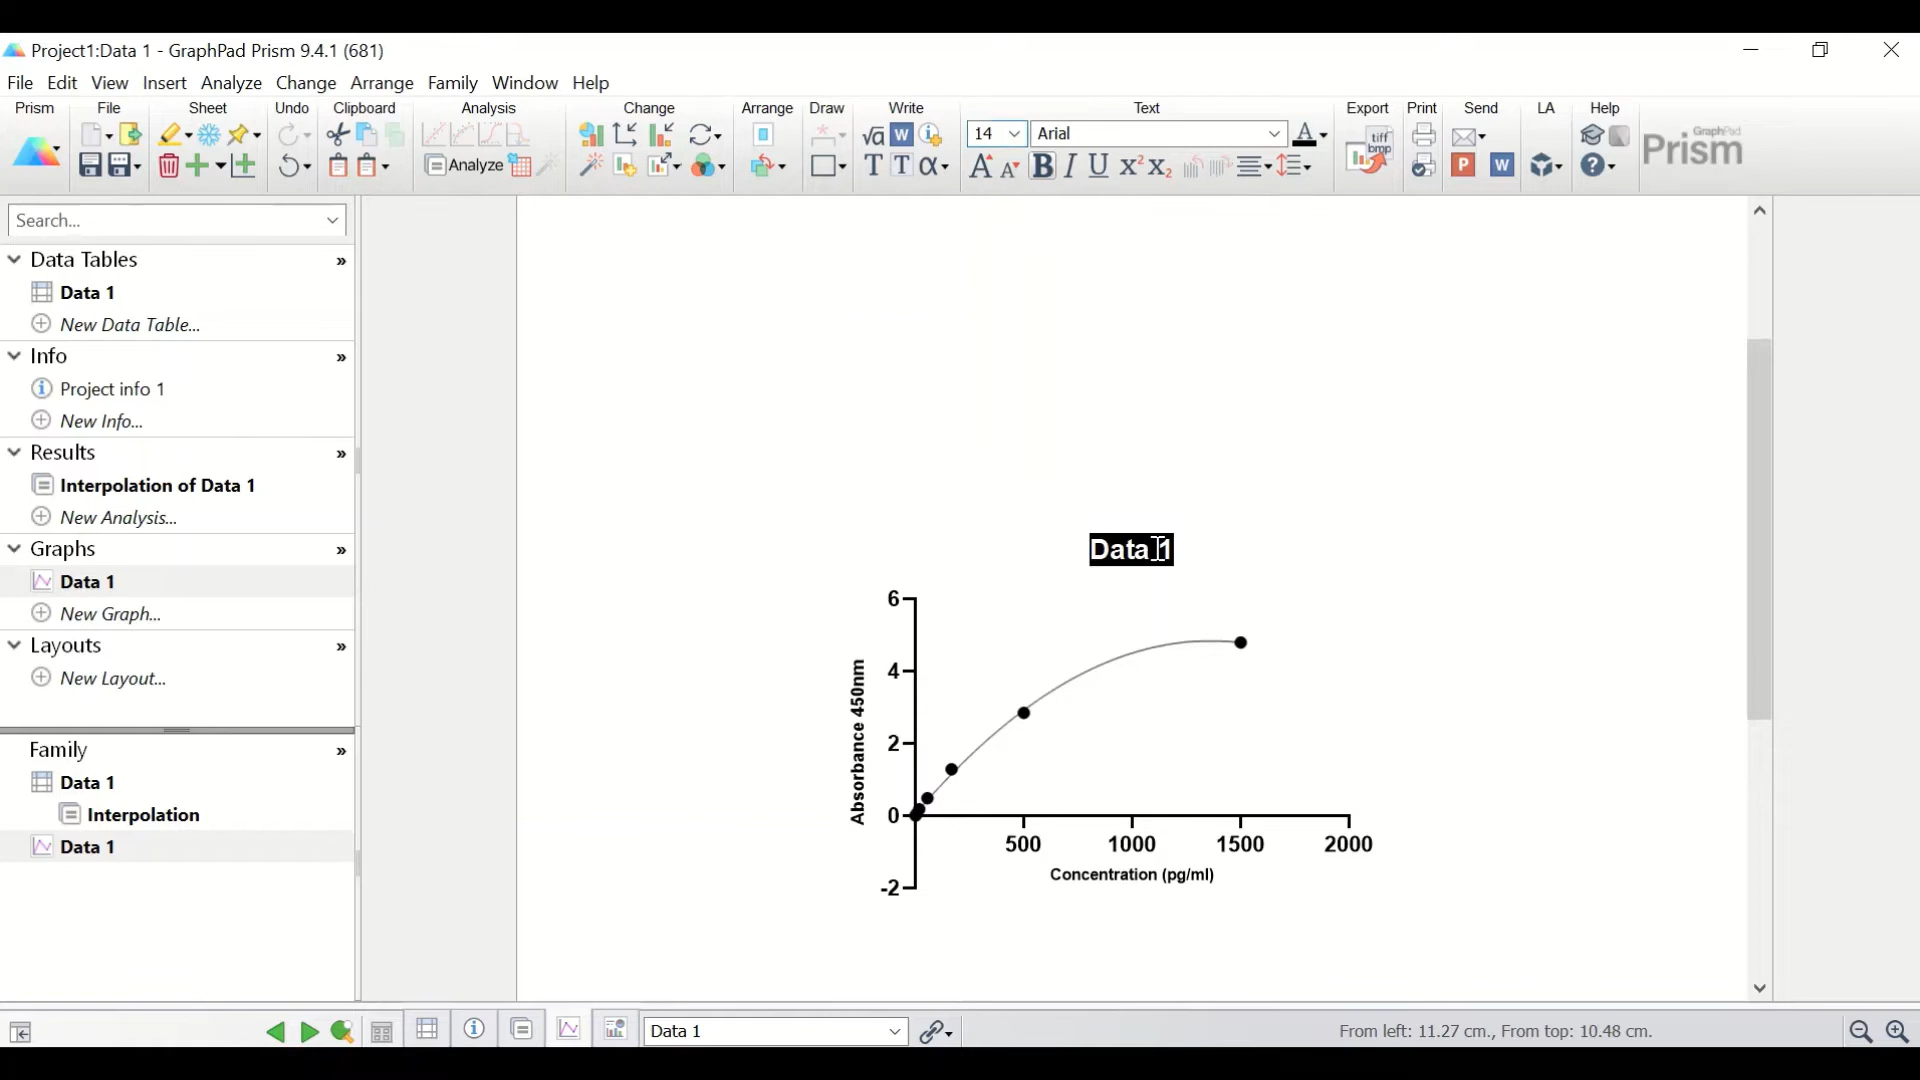 Project1:Data 1 - GraphPad Prism 9.4.1 (681)
File Edit View Insert Analyze Change Arrange Family Window Help
Prism File Sheet Undo Clipboard Analysis Change Arrange Draw Write Text Export Print Send LA Help
14 Arial
tiff
bmp
GraphPad
Prism
Analyze
Search...
Data Tables
Data 1
New Data Table...
Info
Project info 1
New Info...
Results
Interpolation of Data 1
New Analysis...
Graphs
Data 1
New Graph...
Layouts
New Layout...
Family
Data 1
Interpolation
Data 1
Data 1
6
4
2
0
-2
Absorbance 450nm
500 1000 1500 2000
Concentration (pg/ml)
Data 1
From left: 11.27 cm., From top: 10.48 cm.